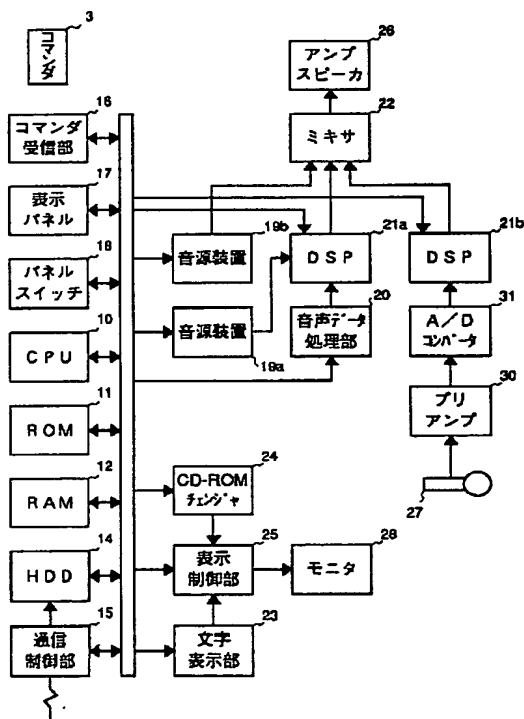 3
コマンダ
26
アンプ
スピーカ
16
コマンダ
受信部
22
ミキサ
17
表示
パネル
18
パネル
スイッチ
19b
音源装置
21a
DSP
21b
DSP
10
CPU
音源装置
19a
20
音声データ
処理部
31
A/D
コンバータ
11
ROM
30
プリ
アンプ
12
RAM
24
CD-ROM
チェンジャ
27
14
HDD
25
表示
制御部
28
モニタ
15
通信
制御部
23
文字
表示部